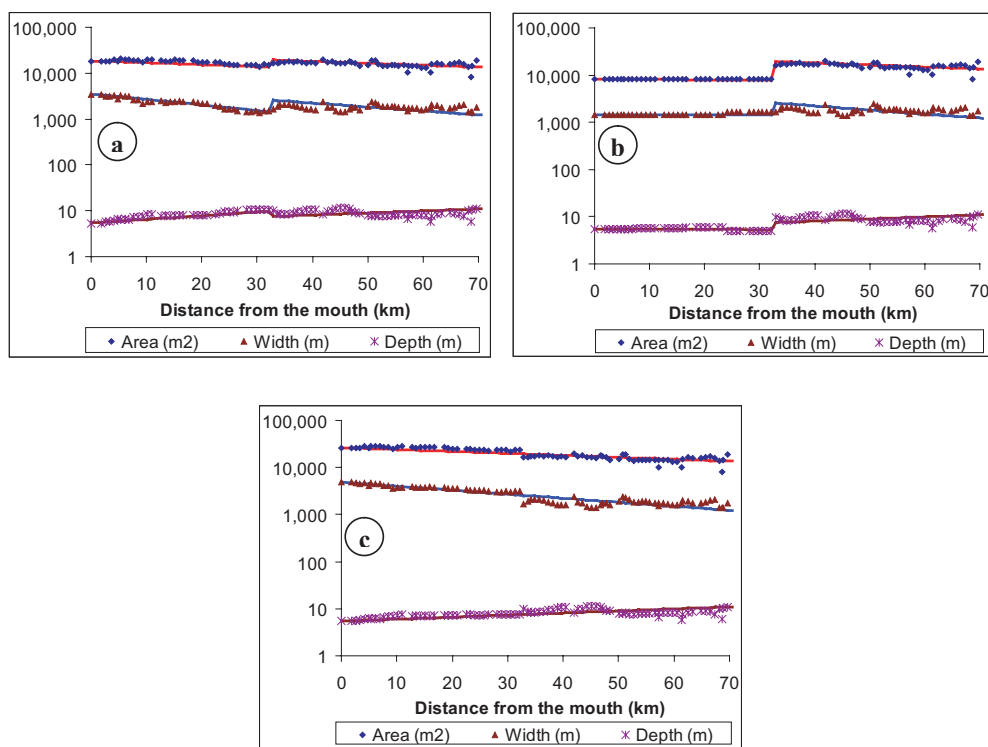 100,000
10,000
1,000
100
10
1
a
0 10 20 30 40 50 60 70
Distance from the mouth (km)
Area (m2) Width (m) Depth (m)
100,000
10,000
1,000
100
10
1
b
0 10 20 30 40 50 60 70
Distance from the mouth (km)
Area (m2) Width (m) Depth (m)
100,000
10,000
1,000
100
10
1
c
0 10 20 30 40 50 60 70
Distance from the mouth (km)
Area (m2) Width (m) Depth (m)